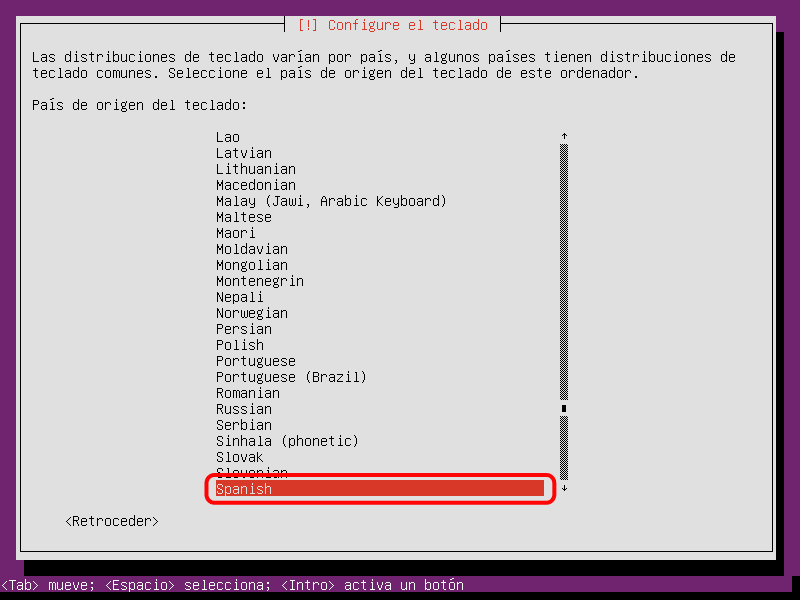 [!] Configure el teclado
Las distribuciones de teclado varían por país, y algunos países tienen distribuciones de
teclado comunes. Seleccione el país de origen del teclado de este ordenador.
País de origen del teclado:
Lao
Latvian
Lithuanian
Macedonian
Malay (Jawi, Arabic Keyboard)
Maltese
Maori
Moldavian
Mongolian
Montenegrin
Nepali
Norwegian
Persian
Polish
Portuguese
Portuguese (Brazil)
Romanian
Russian
Serbian
Sinhala (phonetic)
Slovak
Slovenian
Spanish
<Retroceder>
<Tab> mueve; <Espacio> selecciona; <Intro> activa un botón